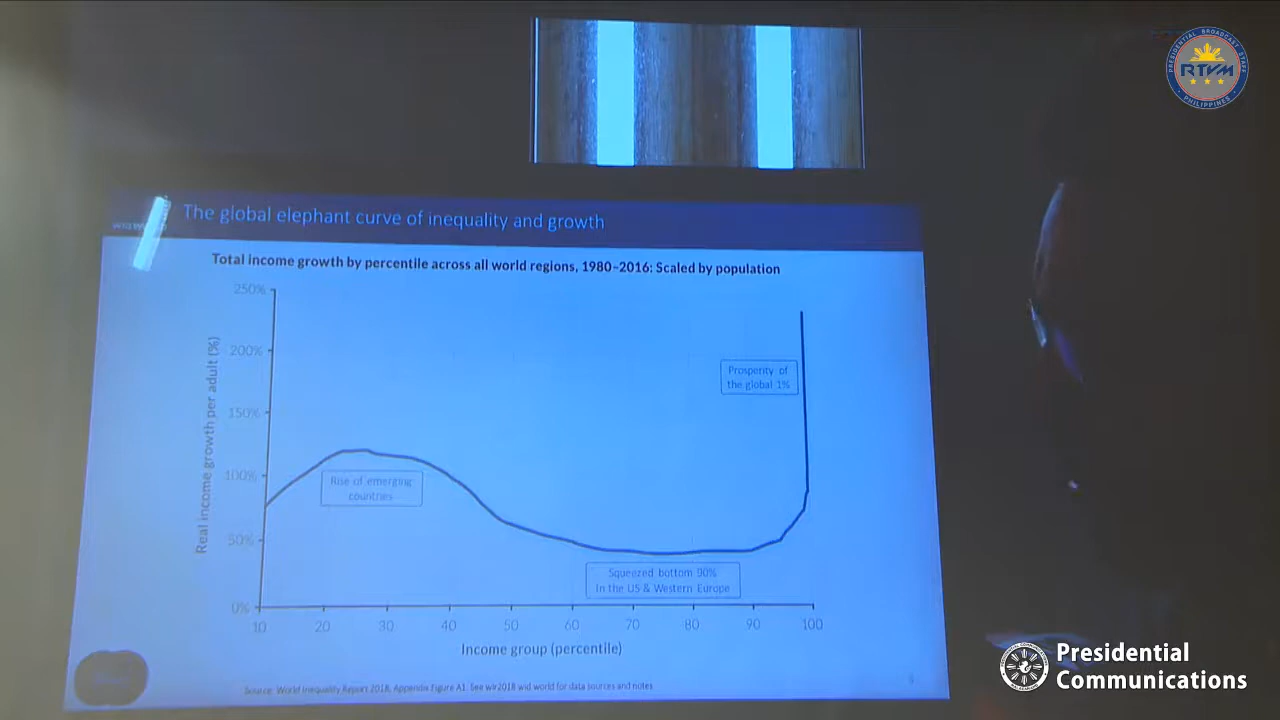 PRESIDENTIAL BROADCAST STAFF
RTVM
PHILIPPINES
The global elephant curve of inequality and growth
Total income growth by percentile across all world regions, 1980–2016: Scaled by population
Real income growth per adult (%)
250%
200%
150%
100%
50%
0%
Prosperity of
the global 1%
Rise of emerging
countries
Squeezed bottom 90%
In the US & Western Europe
10 20 30 40 50 60 70 80 90 100
Income group (percentile)
Source: World Inequality Report 2018, Appendix Figure A1. See wir2018 wid world for data sources and notes
Presidential
Communications